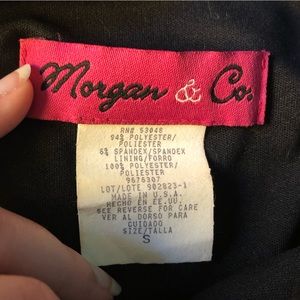 Morgan & Co.
RN# 53048
94% POLYESTER/
POLIESTER
6% SPANDEX/SPANDEX
LINING/FORRO
100% POLYESTER/
POLIESTER
9676307
LOT/LOTE 902823-1
MADE IN U.S.A.
HECHO EN EE.UU.
SEE REVERSE FOR CARE
VER AL DORSO PARA
CUIDADO
SIZE/TALLA
S